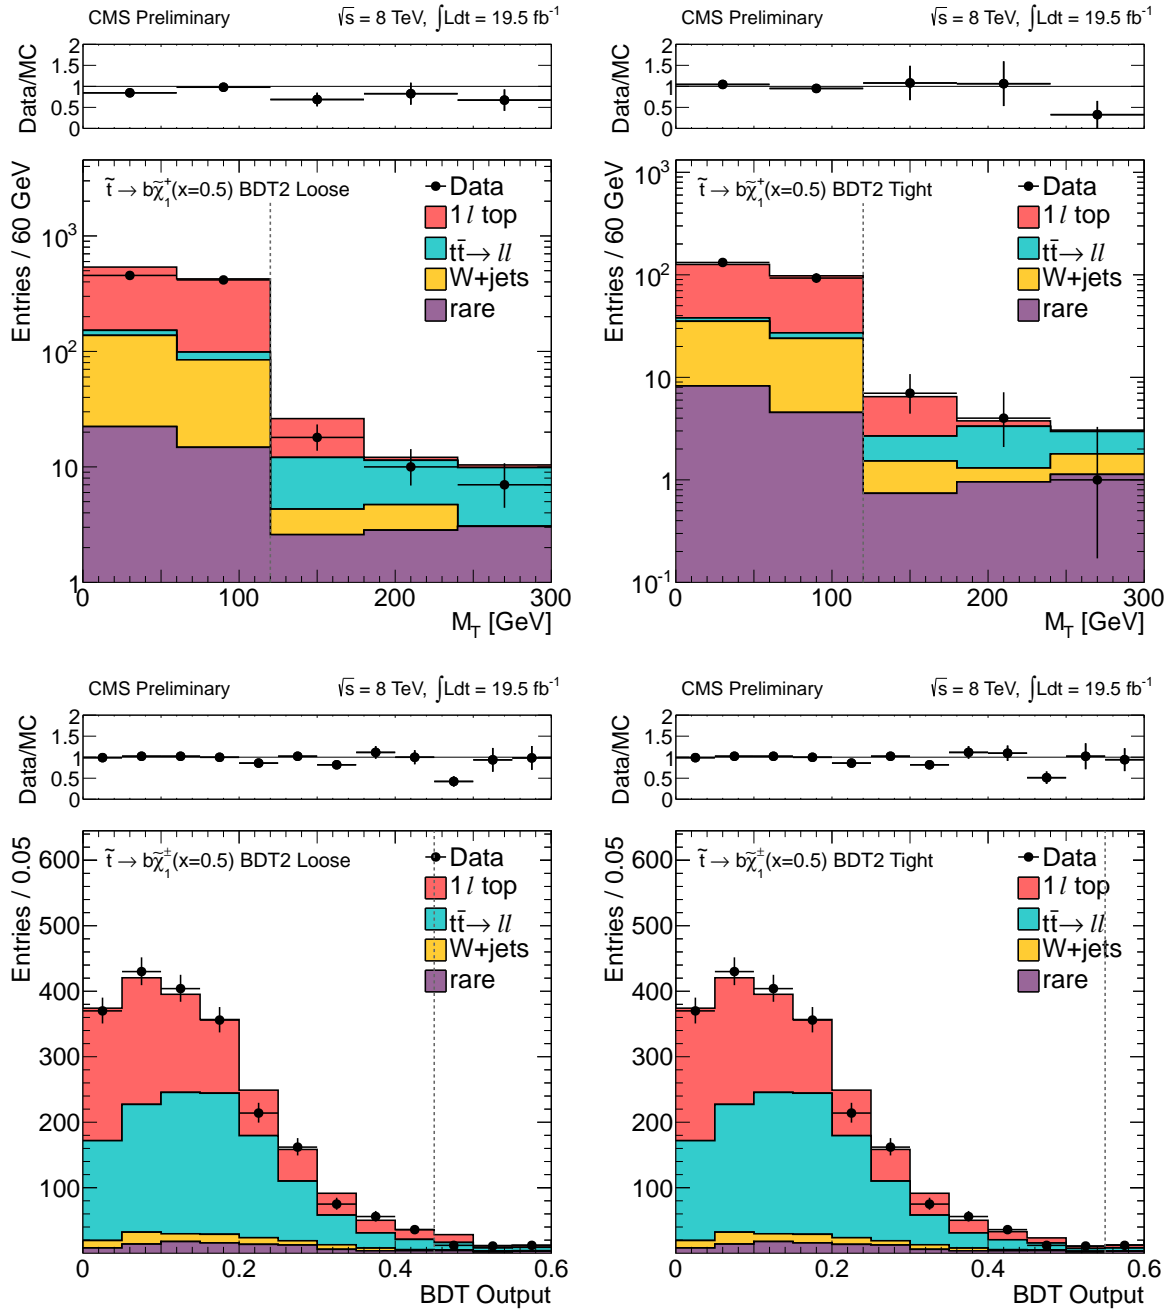 CMS Preliminary √s = 8 TeV, ∫Ldt = 19.5 fb⁻¹
Data/MC
2
1.5
1
0.5
0
Entries / 60 GeV
t̃ → bχ̃₁⁺(x=0.5) BDT2 Loose
Data
1 l top
tt̄ → ll
W+jets
rare
10³
10²
10
1
0 100 200 300
M_T [GeV]
CMS Preliminary √s = 8 TeV, ∫Ldt = 19.5 fb⁻¹
Data/MC
2
1.5
1
0.5
0
Entries / 60 GeV
t̃ → bχ̃₁⁺(x=0.5) BDT2 Tight
Data
1 l top
tt̄ → ll
W+jets
rare
10³
10²
10
1
10⁻¹
0 100 200 300
M_T [GeV]
CMS Preliminary √s = 8 TeV, ∫Ldt = 19.5 fb⁻¹
Data/MC
2
1.5
1
0.5
0
Entries / 0.05
t̃ → bχ̃₁±(x=0.5) BDT2 Loose
Data
1 l top
tt̄ → ll
W+jets
rare
600
500
400
300
200
100
0 0.2 0.4 0.6
BDT Output
CMS Preliminary √s = 8 TeV, ∫Ldt = 19.5 fb⁻¹
Data/MC
2
1.5
1
0.5
0
Entries / 0.05
t̃ → bχ̃₁±(x=0.5) BDT2 Tight
Data
1 l top
tt̄ → ll
W+jets
rare
600
500
400
300
200
100
0 0.2 0.4 0.6
BDT Output